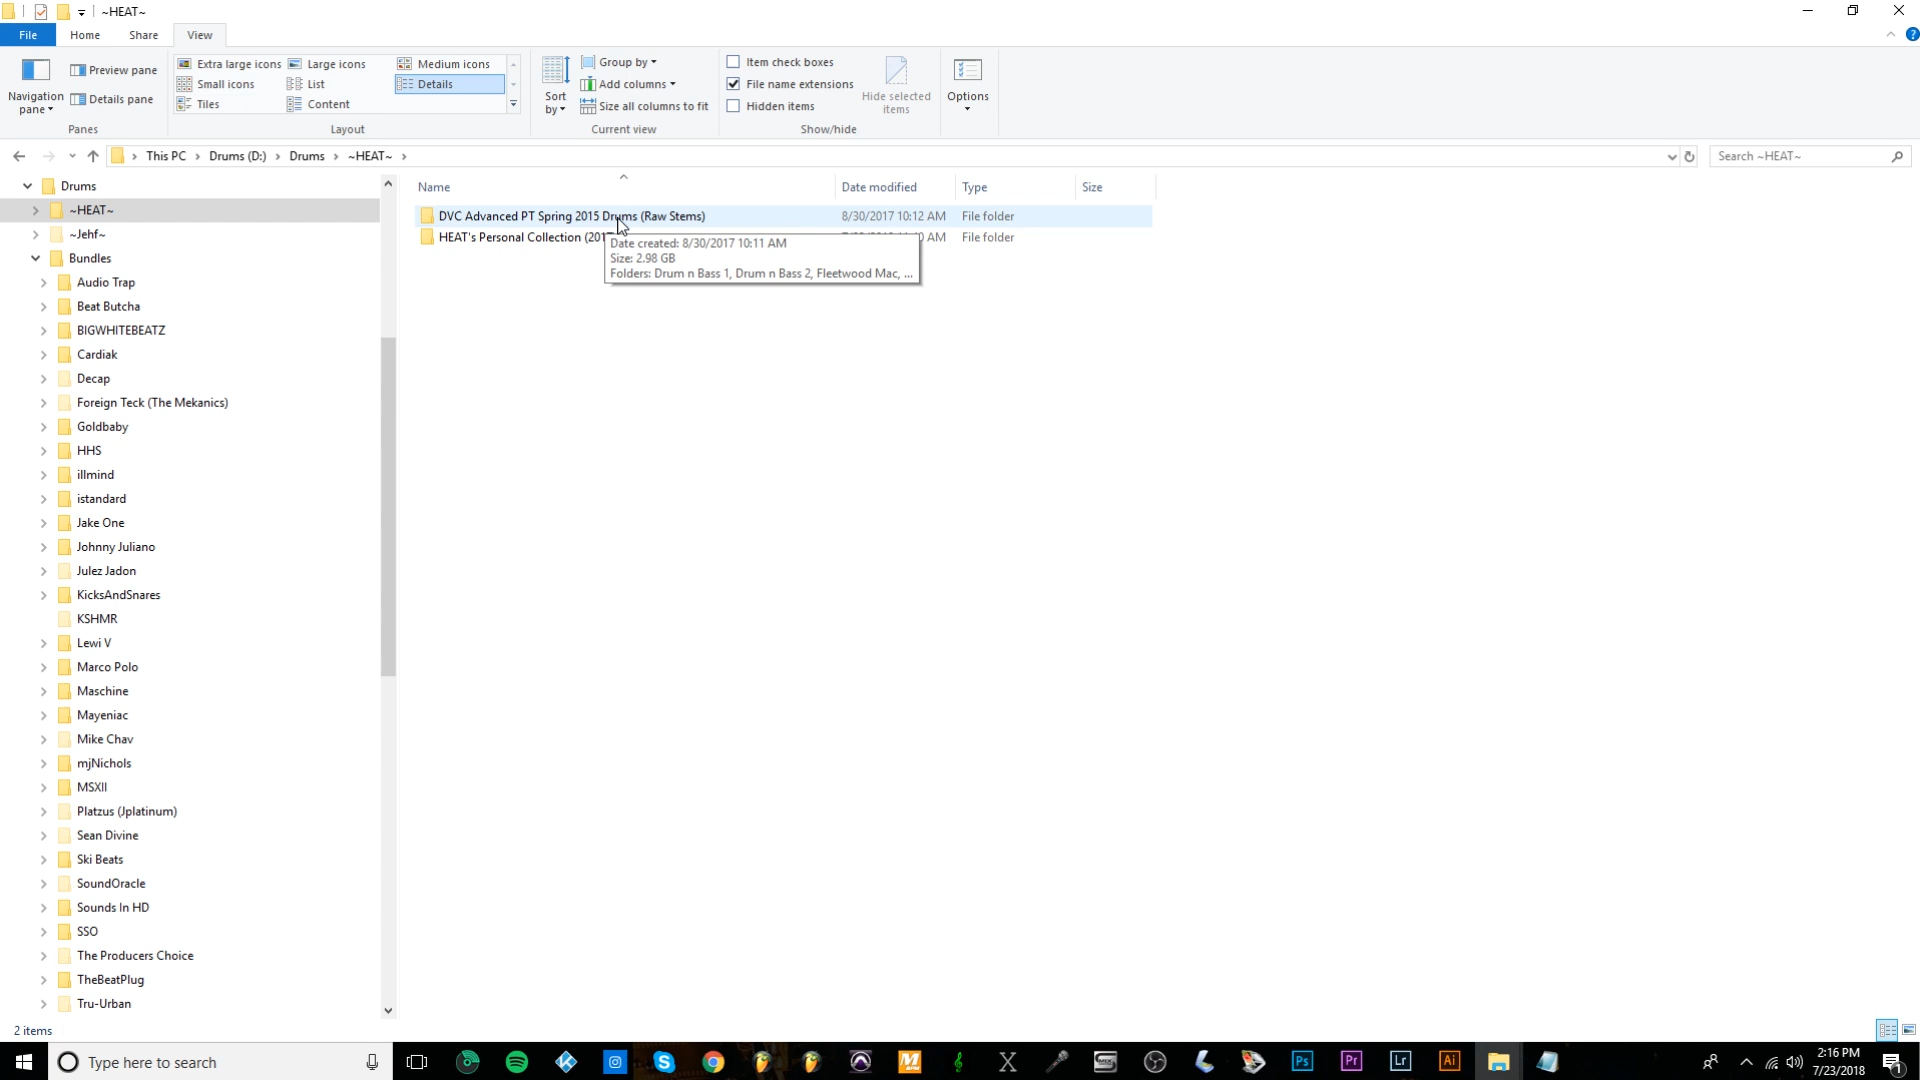 ~HEAT~
File Home Share View
Navigation pane
Preview pane
Details pane
Panes
Extra large icons Large icons Medium icons
Small icons List Details
Tiles Content
Layout
Sort by
Group by
Add columns
Size all columns to fit
Current view
Item check boxes
File name extensions
Hidden items
Hide selected items
Show/hide
Options
This PC > Drums (D:) > Drums > ~HEAT~ >
Search ~HEAT~
Name Date modified Type Size
DVC Advanced PT Spring 2015 Drums (Raw Stems) 8/30/2017 10:12 AM File folder
HEAT's Personal Collection (201 AM File folder
Date created: 8/30/2017 10:11 AM
Size: 2.98 GB
Folders: Drum n Bass 1, Drum n Bass 2, Fleetwood Mac, ...
Drums
~HEAT~
~Jehf~
Bundles
Audio Trap
Beat Butcha
BIGWHITEBEATZ
Cardiak
Decap
Foreign Teck (The Mekanics)
Goldbaby
HHS
illmind
istandard
Jake One
Johnny Juliano
Julez Jadon
KicksAndSnares
KSHMR
Lewi V
Marco Polo
Maschine
Mayeniac
Mike Chav
mjNichols
MSXII
Platzus (Jplatinum)
Sean Divine
Ski Beats
SoundOracle
Sounds In HD
SSO
The Producers Choice
TheBeatPlug
Tru-Urban
2 items
Type here to search
Ps Pr Lr Ai
2:16 PM
7/23/2018
1